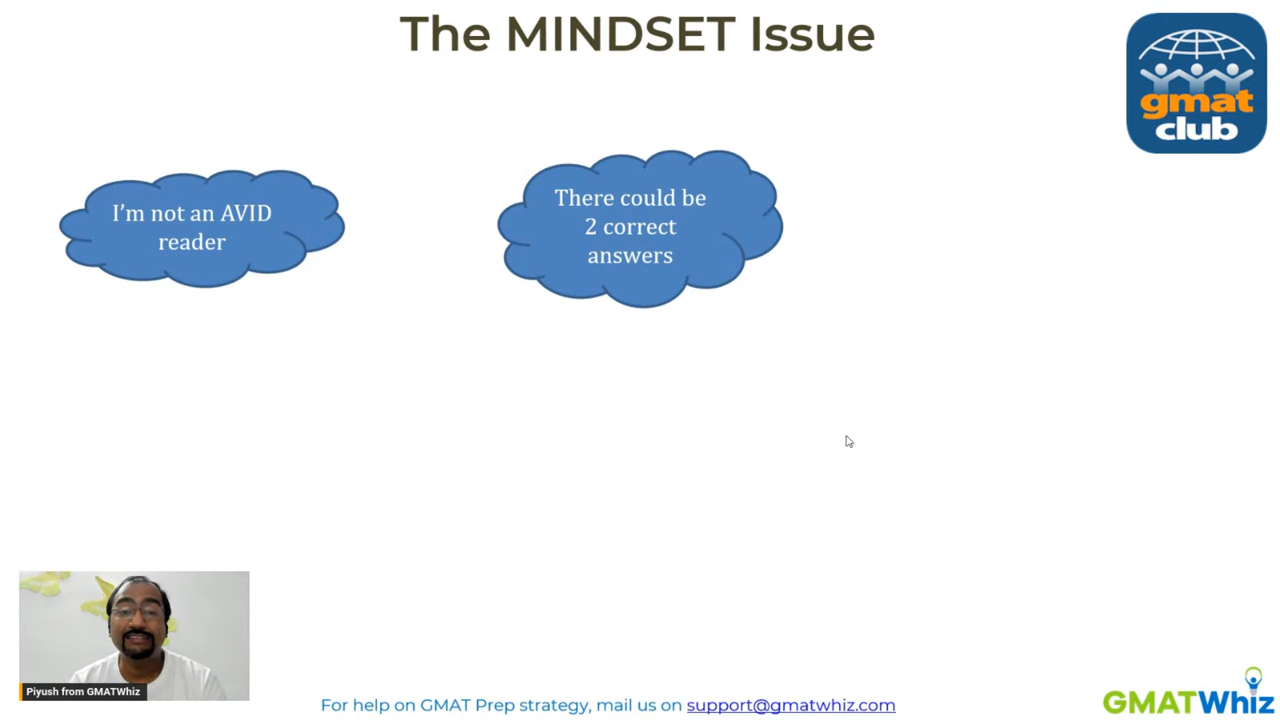 The MINDSET Issue
gmat
club
I’m not an AVID
reader
There could be
2 correct
answers
Piyush from GMATWhiz
For help on GMAT Prep strategy, mail us on support@gmatwhiz.com
GMATWhiz